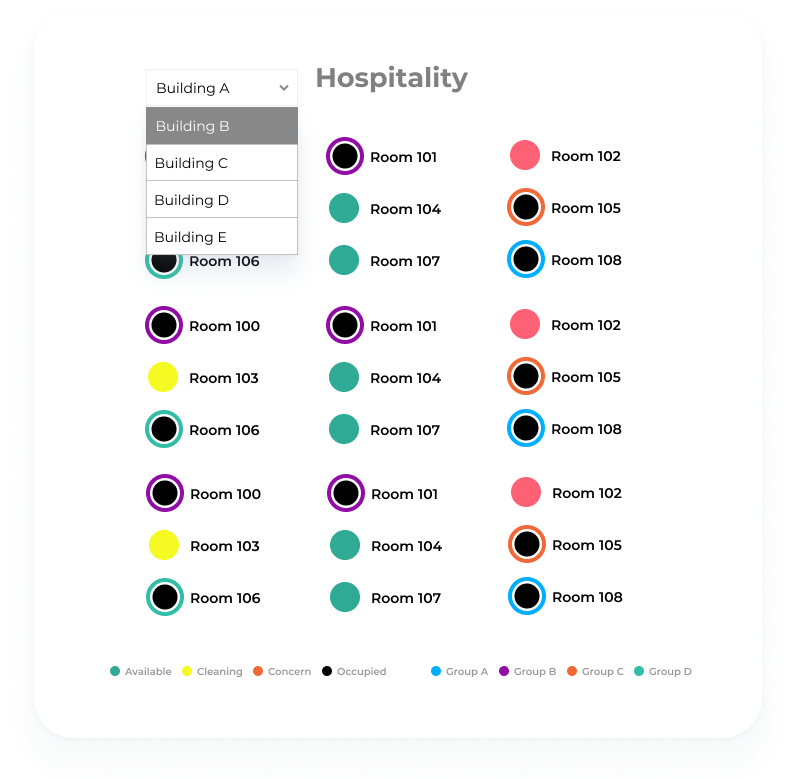 Hospitality
Building A
Building B
Building C
Building D
Building E
Room 101 Room 102
Room 104 Room 105
Room 106 Room 107 Room 108
Room 100 Room 101 Room 102
Room 103 Room 104 Room 105
Room 106 Room 107 Room 108
Room 100 Room 101 Room 102
Room 103 Room 104 Room 105
Room 106 Room 107 Room 108
Available Cleaning Concern Occupied Group A Group B Group C Group D